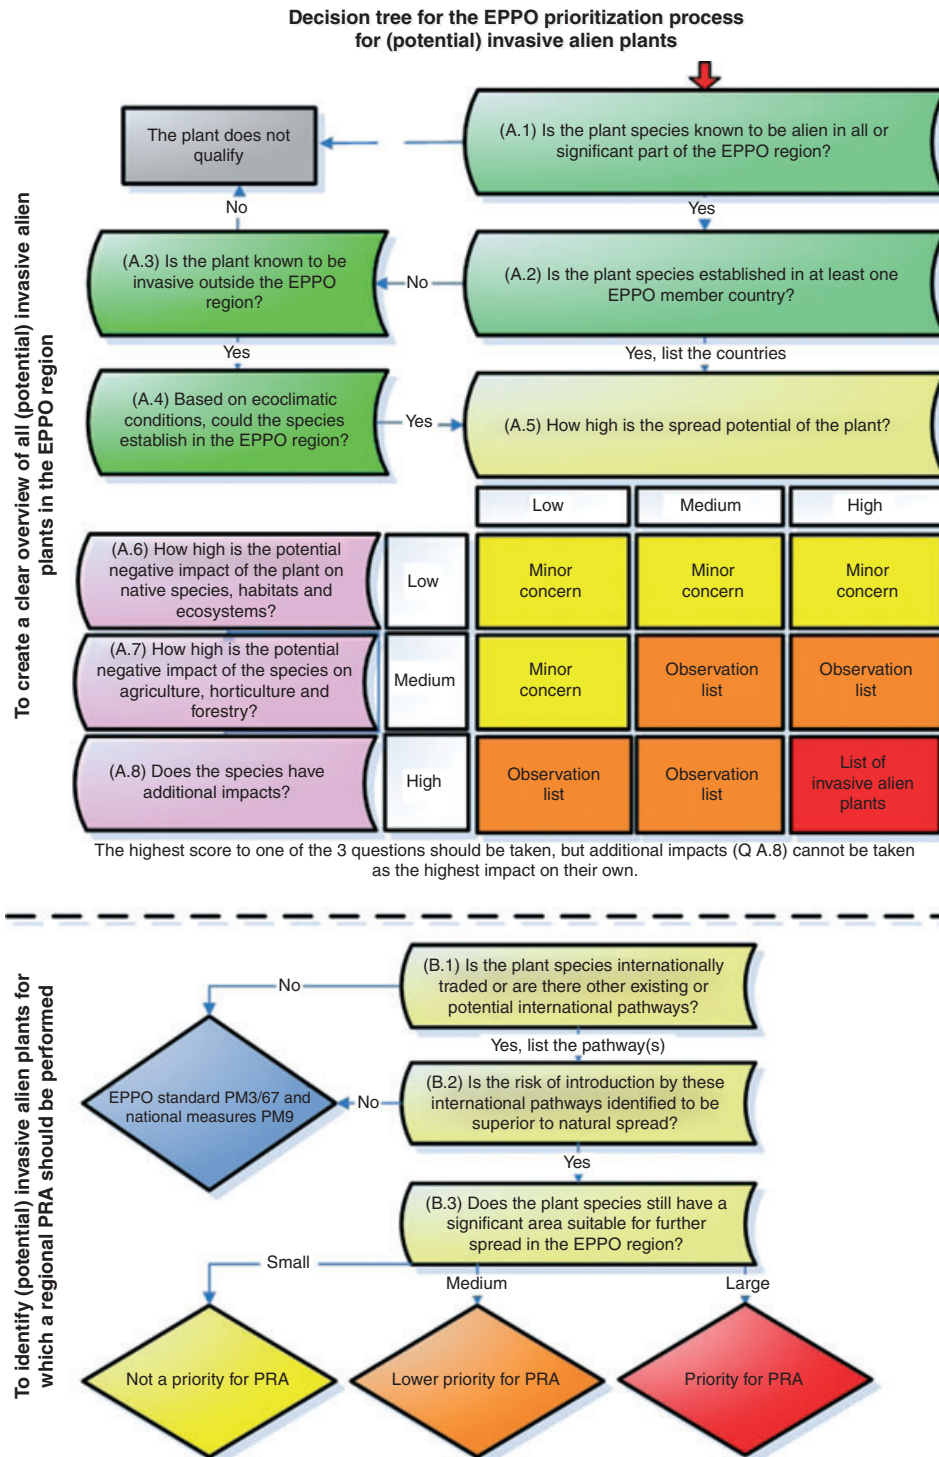 Decision tree for the EPPO prioritization process
for (potential) invasive alien plants
To create a clear overview of all (potential) invasive alien
plants in the EPPO region
The plant does not
qualify
(A.1) Is the plant species known to be alien in all or
significant part of the EPPO region?
No
Yes
(A.3) Is the plant known to be
invasive outside the EPPO
region?
No
(A.2) Is the plant species established in at least one
EPPO member country?
Yes
Yes, list the countries
(A.4) Based on ecoclimatic
conditions, could the species
establish in the EPPO region?
Yes
(A.5) How high is the spread potential of the plant?
Low
Medium
High
(A.6) How high is the potential
negative impact of the plant on
native species, habitats and
ecosystems?
Low
Minor
concern
Minor
concern
Minor
concern
(A.7) How high is the potential
negative impact of the species on
agriculture, horticulture and
forestry?
Medium
Minor
concern
Observation
list
Observation
list
(A.8) Does the species have
additional impacts?
High
Observation
list
Observation
list
List of
invasive alien
plants
The highest score to one of the 3 questions should be taken, but additional impacts (Q A.8) cannot be taken
as the highest impact on their own.
To identify (potential) invasive alien plants for
which a regional PRA should be performed
No
(B.1) Is the plant species internationally
traded or are there other existing or
potential international pathways?
Yes, list the pathway(s)
EPPO standard PM3/67 and
national measures PM9
No
(B.2) Is the risk of introduction by these
international pathways identified to be
superior to natural spread?
Yes
(B.3) Does the plant species still have a
significant area suitable for further
spread in the EPPO region?
Small
Medium
Large
Not a priority for PRA
Lower priority for PRA
Priority for PRA